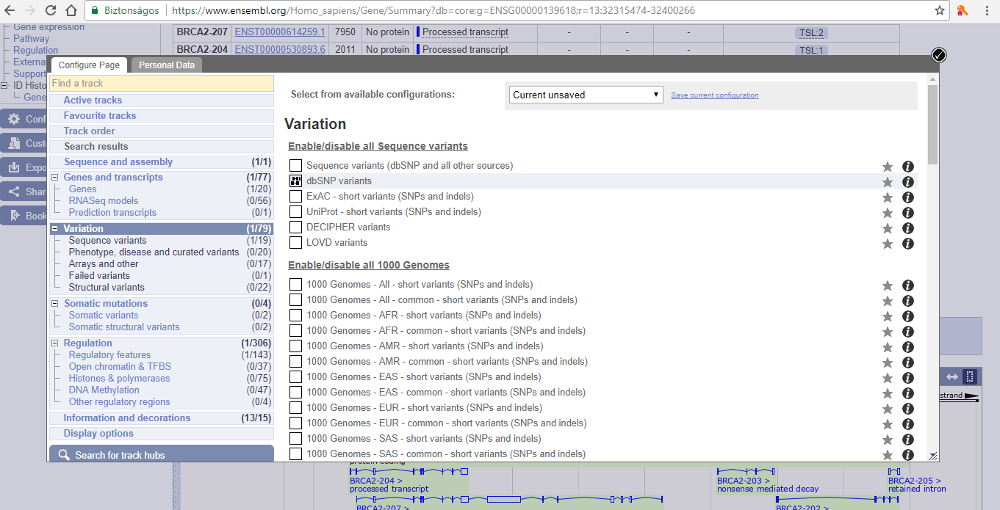 Biztonságos https://www.ensembl.org/Homo_sapiens/Gene/Summary?db=core;g=ENSG00000139618;r=13:32315474-32400266
Gene expression
Pathway
Regulation
Externa
Support
ID Histo
Gene
BRCA2-207 ENST00000614259.1 7950 No protein Processed transcript - - - TSL:2
BRCA2-204 ENST00000530893.6 2011 No protein Processed transcript - - - TSL:1
Conf
Cust
Expo
Shar
Book
Configure Page Personal Data
Find a track
Active tracks
Favourite tracks
Track order
Search results
Sequence and assembly (1/1)
Genes and transcripts (1/77)
Genes (1/20)
RNASeq models (0/56)
Prediction transcripts (0/1)
Variation (1/79)
Sequence variants (1/19)
Phenotype, disease and curated variants (0/20)
Arrays and other (0/17)
Failed variants (0/1)
Structural variants (0/22)
Somatic mutations (0/4)
Somatic variants (0/2)
Somatic structural variants (0/2)
Regulation (1/306)
Regulatory features (1/143)
Open chromatin & TFBS (0/37)
Histones & polymerases (0/75)
DNA Methylation (0/47)
Other regulatory regions (0/4)
Information and decorations (13/15)
Display options
Search for track hubs
Select from available configurations: Current unsaved Save current configuration
Variation
Enable/disable all Sequence variants
Sequence variants (dbSNP and all other sources)
dbSNP variants
ExAC - short variants (SNPs and indels)
UniProt - short variants (SNPs and indels)
DECIPHER variants
LOVD variants
Enable/disable all 1000 Genomes
1000 Genomes - All - short variants (SNPs and indels)
1000 Genomes - All - common - short variants (SNPs and indels)
1000 Genomes - AFR - short variants (SNPs and indels)
1000 Genomes - AFR - common - short variants (SNPs and indels)
1000 Genomes - AMR - short variants (SNPs and indels)
1000 Genomes - AMR - common - short variants (SNPs and indels)
1000 Genomes - EAS - short variants (SNPs and indels)
1000 Genomes - EAS - common - short variants (SNPs and indels)
1000 Genomes - EUR - short variants (SNPs and indels)
1000 Genomes - EUR - common - short variants (SNPs and indels)
1000 Genomes - SAS - short variants (SNPs and indels)
1000 Genomes - SAS - common - short variants (SNPs and indels)
strand
protein coding
BRCA2-204 > BRCA2-203 > BRCA2-205 >
processed transcript nonsense mediated decay retained intron
BRCA2-207 > BRCA2-202 >